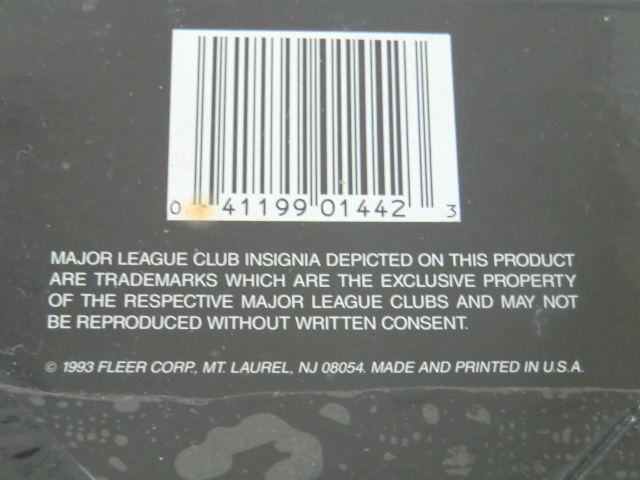 0 41199 01442 3
MAJOR LEAGUE CLUB INSIGNIA DEPICTED ON THIS PRODUCT
ARE TRADEMARKS WHICH ARE THE EXCLUSIVE PROPERTY
OF THE RESPECTIVE MAJOR LEAGUE CLUBS AND MAY NOT
BE REPRODUCED WITHOUT WRITTEN CONSENT.
© 1993 FLEER CORP., MT. LAUREL, NJ 08054. MADE AND PRINTED IN U.S.A.